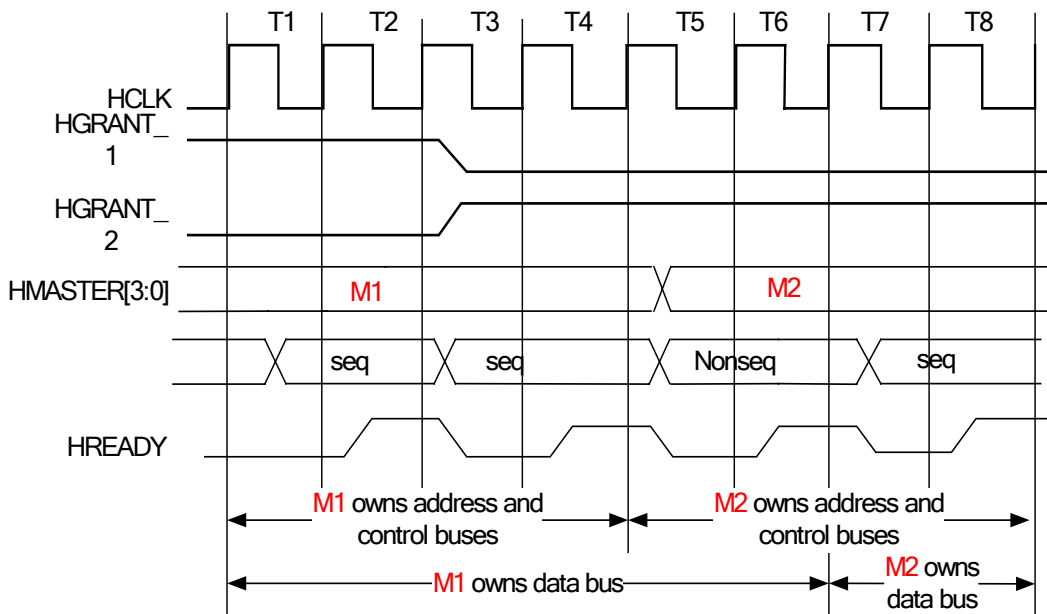 T1 T2 T3 T4 T5 T6 T7 T8
HCLK
HGRANT_
1
HGRANT_
2
HMASTER[3:0] M1 M2
seq seq Nonseq seq
HREADY
M1 owns address and
control buses
M2 owns address and
control buses
M1 owns data bus
M2 owns
data bus